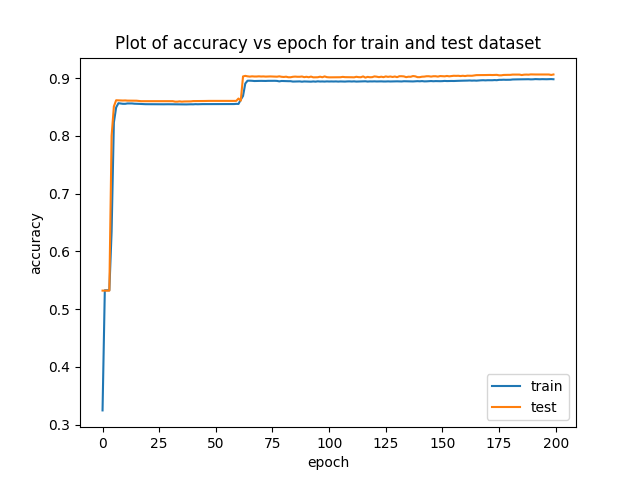 Plot of accuracy vs epoch for train and test dataset
0.9
0.8
0.7
0.6
0.5
0.4
0.3
accuracy
0 25 50 75 100 125 150 175 200
epoch
train
test